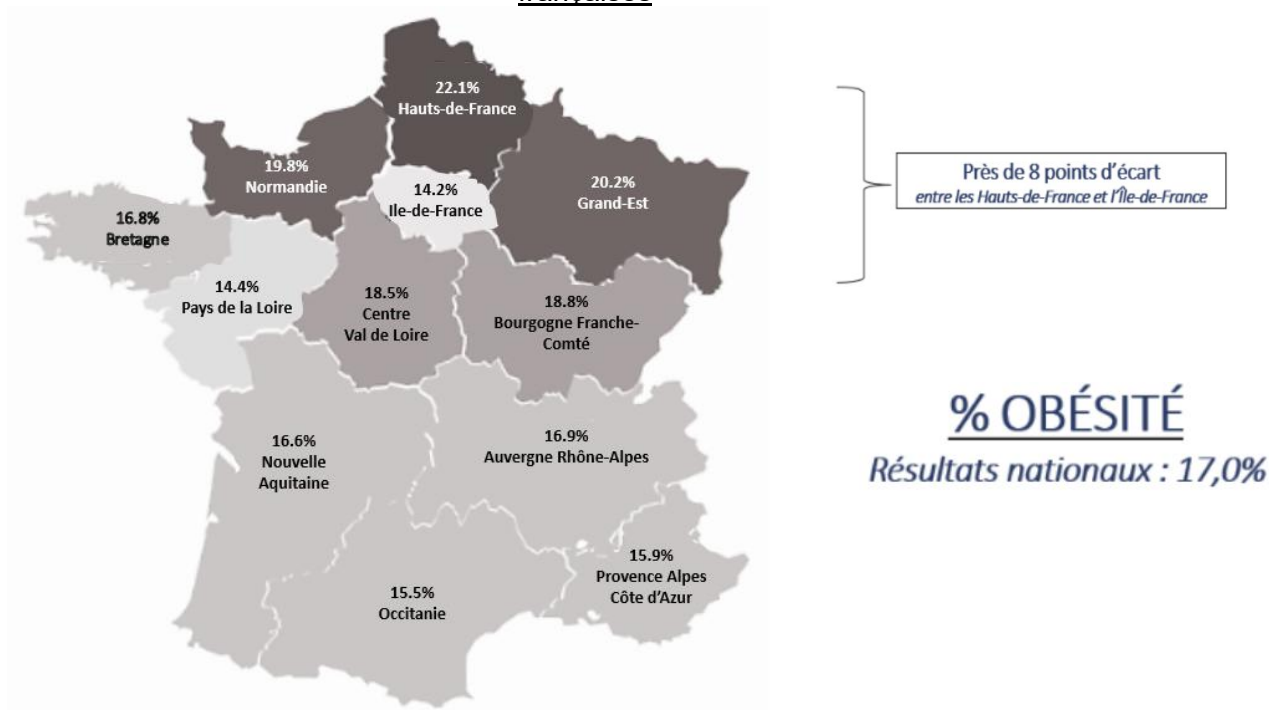 22.1%
Hauts-de-France
19.8%
Normandie
14.2%
Ile-de-France
20.2%
Grand-Est
16.8%
Bretagne
14.4%
Pays de la Loire
18.5%
Centre
Val de Loire
18.8%
Bourgogne Franche-
Comté
16.6%
Nouvelle
Aquitaine
16.9%
Auvergne Rhône-Alpes
15.9%
Provence Alpes
Côte d'Azur
15.5%
Occitanie
Près de 8 points d'écart
entre les Hauts-de-France et l'Île-de-France
% OBÉSITÉ
Résultats nationaux : 17,0%